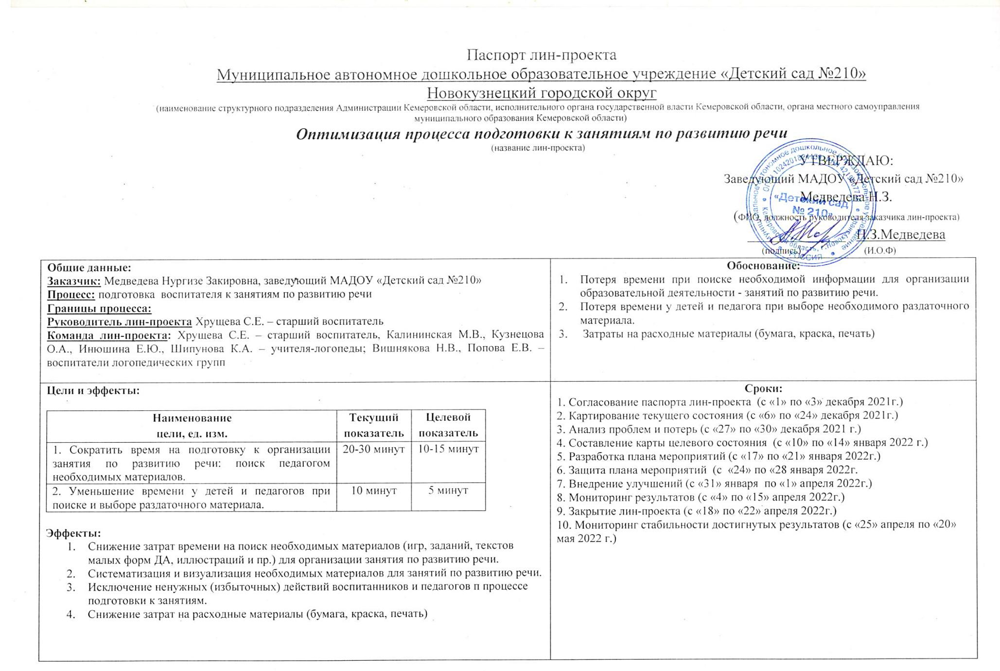 Паспорт лин-проекта
Муниципальное автономное дошкольное образовательное учреждение «Детский сад №210»
Новокузнецкий городской округ
(наименование структурного подразделения Администрации Кемеровской области, исполнительного органа государственной власти Кемеровской области, органа местного самоуправления
муниципального образования Кемеровской области)
Оптимизация процесса подготовки к занятиям по развитию речи
(название лин-проекта)
УТВЕРЖДАЮ:
Заведующий МАДОУ «Детский сад №210»
Медведева Н.З.
(ФИО, должность руководителя заказчика лин-проекта)
Н.З.Медведева
(подпись) (И.О.Ф)
«Детский сад
№ 210»
РОССИЯ
Общие данные:
Заказчик: Медведева Нургизе Закировна, заведующий МАДОУ «Детский сад №210»
Процесс: подготовка воспитателя к занятиям по развитию речи
Границы процесса:
Руководитель лин-проекта Хрущева С.Е. – старший воспитатель
Команда лин-проекта: Хрущева С.Е. – старший воспитатель, Калининская М.В., Кузнецова
О.А., Инюшина Е.Ю., Шипунова К.А. – учителя-логопеды; Вишнякова Н.В., Попова Е.В. –
воспитатели логопедических групп
Обоснование:
1. Потеря времени при поиске необходимой информации для организации
образовательной деятельности - занятий по развитию речи.
2. Потеря времени у детей и педагога при выборе необходимого раздаточного
материала.
3. Затраты на расходные материалы (бумага, краска, печать)
Цели и эффекты:
Наименование
цели, ед. изм.
Текущий
показатель
Целевой
показатель
1. Сократить время на подготовку к организации
занятия по развитию речи: поиск педагогом
необходимых материалов.
20-30 минут
10-15 минут
2. Уменьшение времени у детей и педагогов при
поиске и выборе раздаточного материала.
10 минут
5 минут
Эффекты:
1. Снижение затрат времени на поиск необходимых материалов (игр, заданий, текстов
малых форм ДА, иллюстраций и пр.) для организации занятия по развитию речи.
2. Систематизация и визуализация необходимых материалов для занятий по развитию речи.
3. Исключение ненужных (избыточных) действий воспитанников и педагогов п процессе
подготовки к занятиям.
4. Снижение затрат на расходные материалы (бумага, краска, печать)
Сроки:
1. Согласование паспорта лин-проекта (с «1» по «3» декабря 2021г.)
2. Картирование текущего состояния (с «6» по «24» декабря 2021г.)
3. Анализ проблем и потерь (с «27» по «30» декабря 2021 г.)
4. Составление карты целевого состояния (с «10» по «14» января 2022 г.)
5. Разработка плана мероприятий (с «17» по «21» января 2022г.)
6. Защита плана мероприятий (с «24» по «28 января 2022г.
7. Внедрение улучшений (с «31» января по «1» апреля 2022г.)
8. Мониторинг результатов (с «4» по «15» апреля 2022г.)
9. Закрытие лин-проекта (с «18» по «22» апреля 2022г.)
10. Мониторинг стабильности достигнутых результатов (с «25» апреля по «20»
мая 2022 г.)